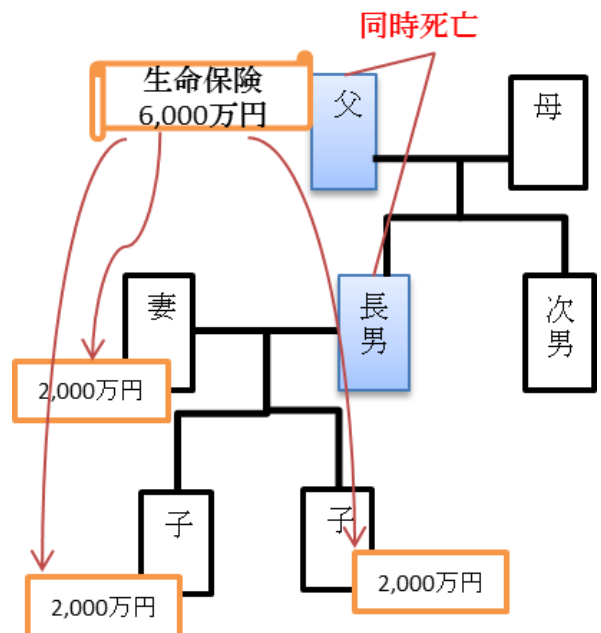 同時死亡
生命保険
6,000万円
父
母
妻
長男
次男
2,000万円
子
子
2,000万円
2,000万円